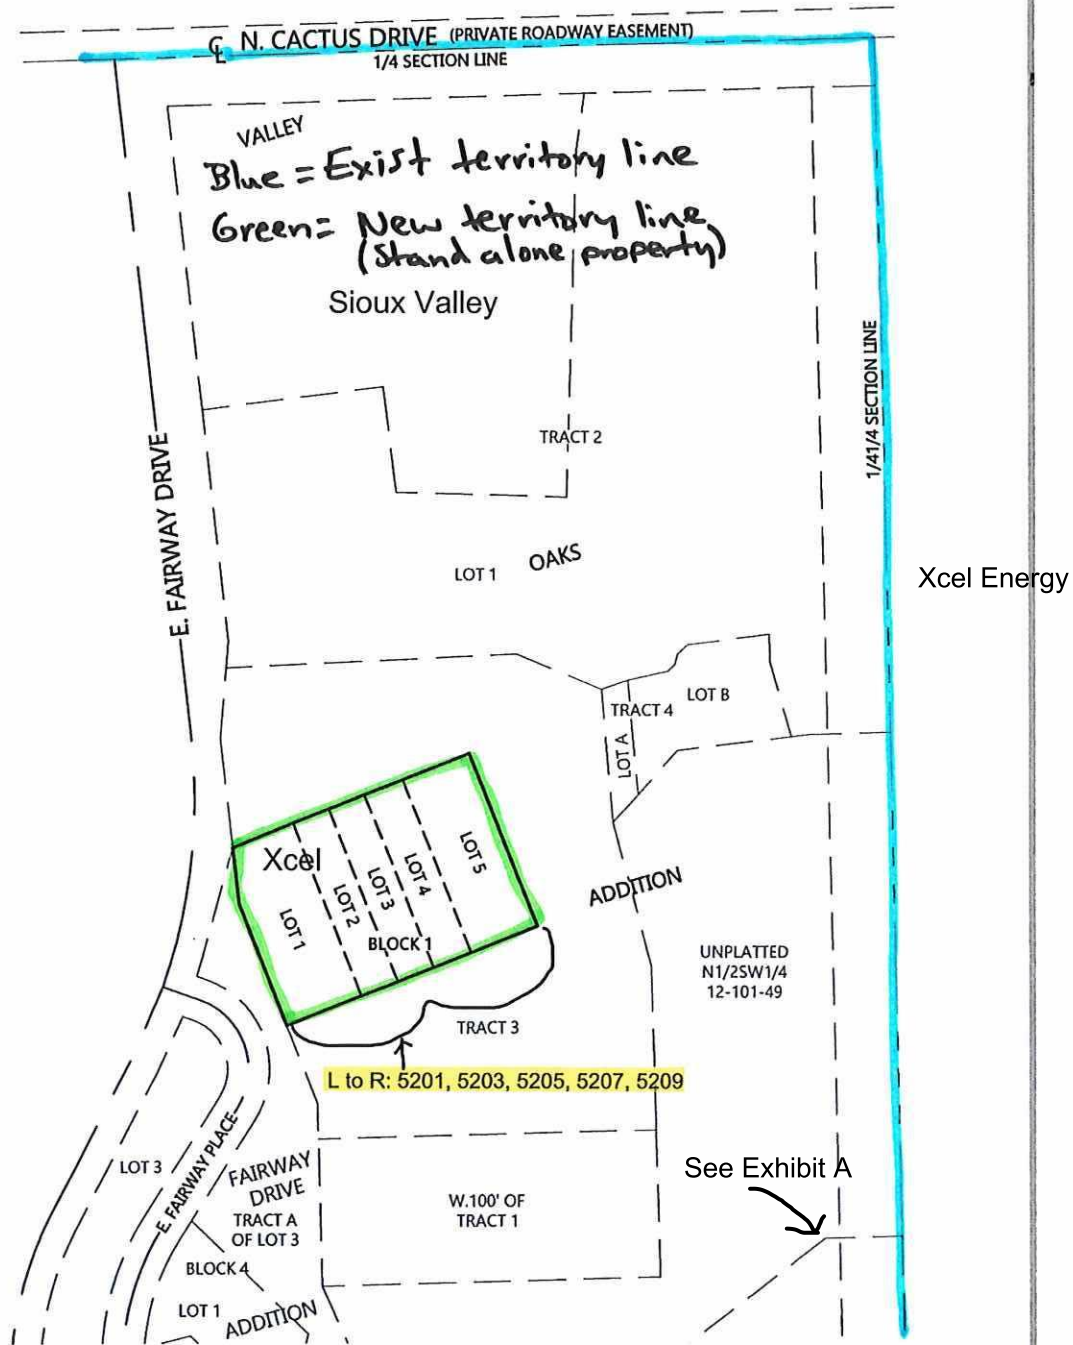 ℄ N. CACTUS DRIVE (PRIVATE ROADWAY EASEMENT)
1/4 SECTION LINE
VALLEY
Blue = Exist territory line
Green= New territory line
(Stand alone property)
Sioux Valley
1/41/4 SECTION LINE
E. FAIRWAY DRIVE
TRACT 2
LOT 1
OAKS
Xcel Energy
LOT B
TRACT 4
LOT A
Xcel
LOT 1
LOT 2
LOT 3
LOT 4
LOT 5
BLOCK 1
ADDITION
UNPLATTED
N1/2SW1/4
12-101-49
TRACT 3
L to R: 5201, 5203, 5205, 5207, 5209
LOT 3
E. FAIRWAY PLACE
FAIRWAY
DRIVE
TRACT A
OF LOT 3
BLOCK 4
LOT 1
ADDITION
W.100' OF
TRACT 1
See Exhibit A